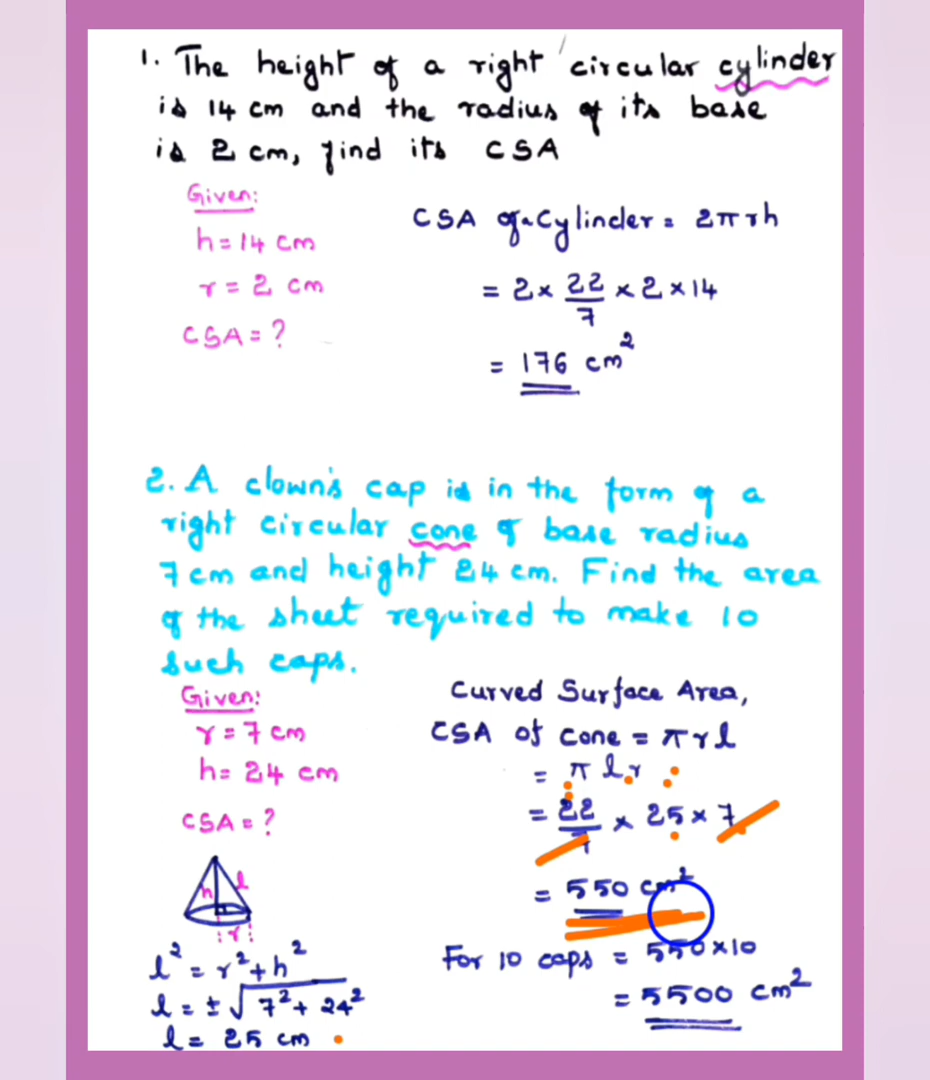 1. The height of a right circular cylinder
is 14 cm and the radius of its base
is 2 cm, find its CSA
Given:
h = 14 cm
r = 2 cm
CSA = ?
CSA of a Cylinder = 2πrh
= 2 × 22/7 × 2 × 14
= 176 cm²
2. A clown's cap is in the form of a
right circular cone of base radius
7 cm and height 24 cm. Find the area
of the sheet required to make 10
such caps.
Given:
r = 7 cm
h = 24 cm
CSA = ?
h l
r
l² = r² + h²
l = ± √7² + 24²
l = 25 cm
Curved Surface Area,
CSA of cone = πrl
= π l r
= 22/7 × 25 × 7
= 550 cm²
For 10 caps = 550 × 10
= 5500 cm²